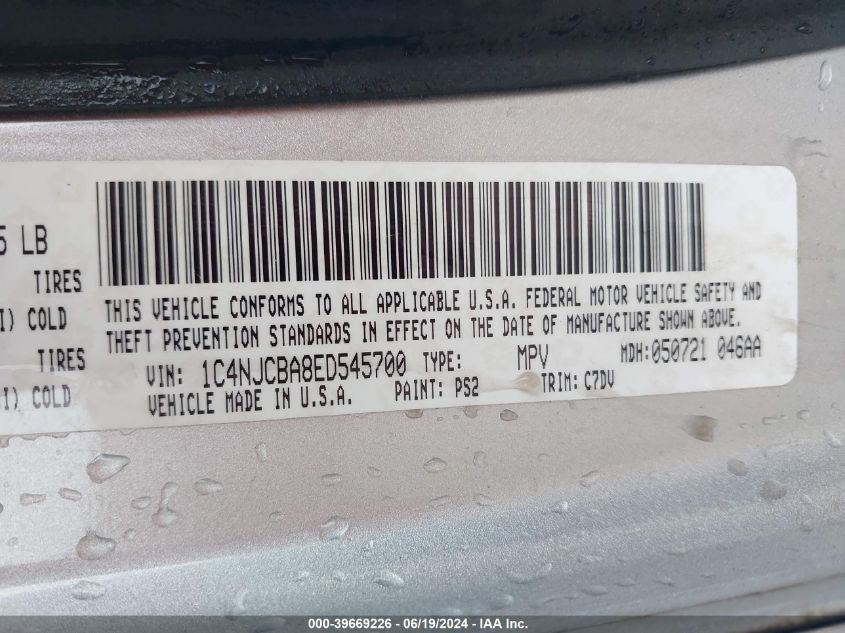 5 LB
TIRES
I) COLD
TIRES
SI) COLD
THIS VEHICLE CONFORMS TO ALL APPLICABLE U.S.A. FEDERAL MOTOR VEHICLE SAFETY AND
THEFT PREVENTION STANDARDS IN EFFECT ON THE DATE OF MANUFACTURE SHOWN ABOVE.
VIN: 1C4NJCBA8ED545700 TYPE: MPV MDH:050721 046AA
VEHICLE MADE IN U.S.A. PAINT: PS2 TRIM: C7DV
000-39669226 - 06/19/2024 - IAA Inc.